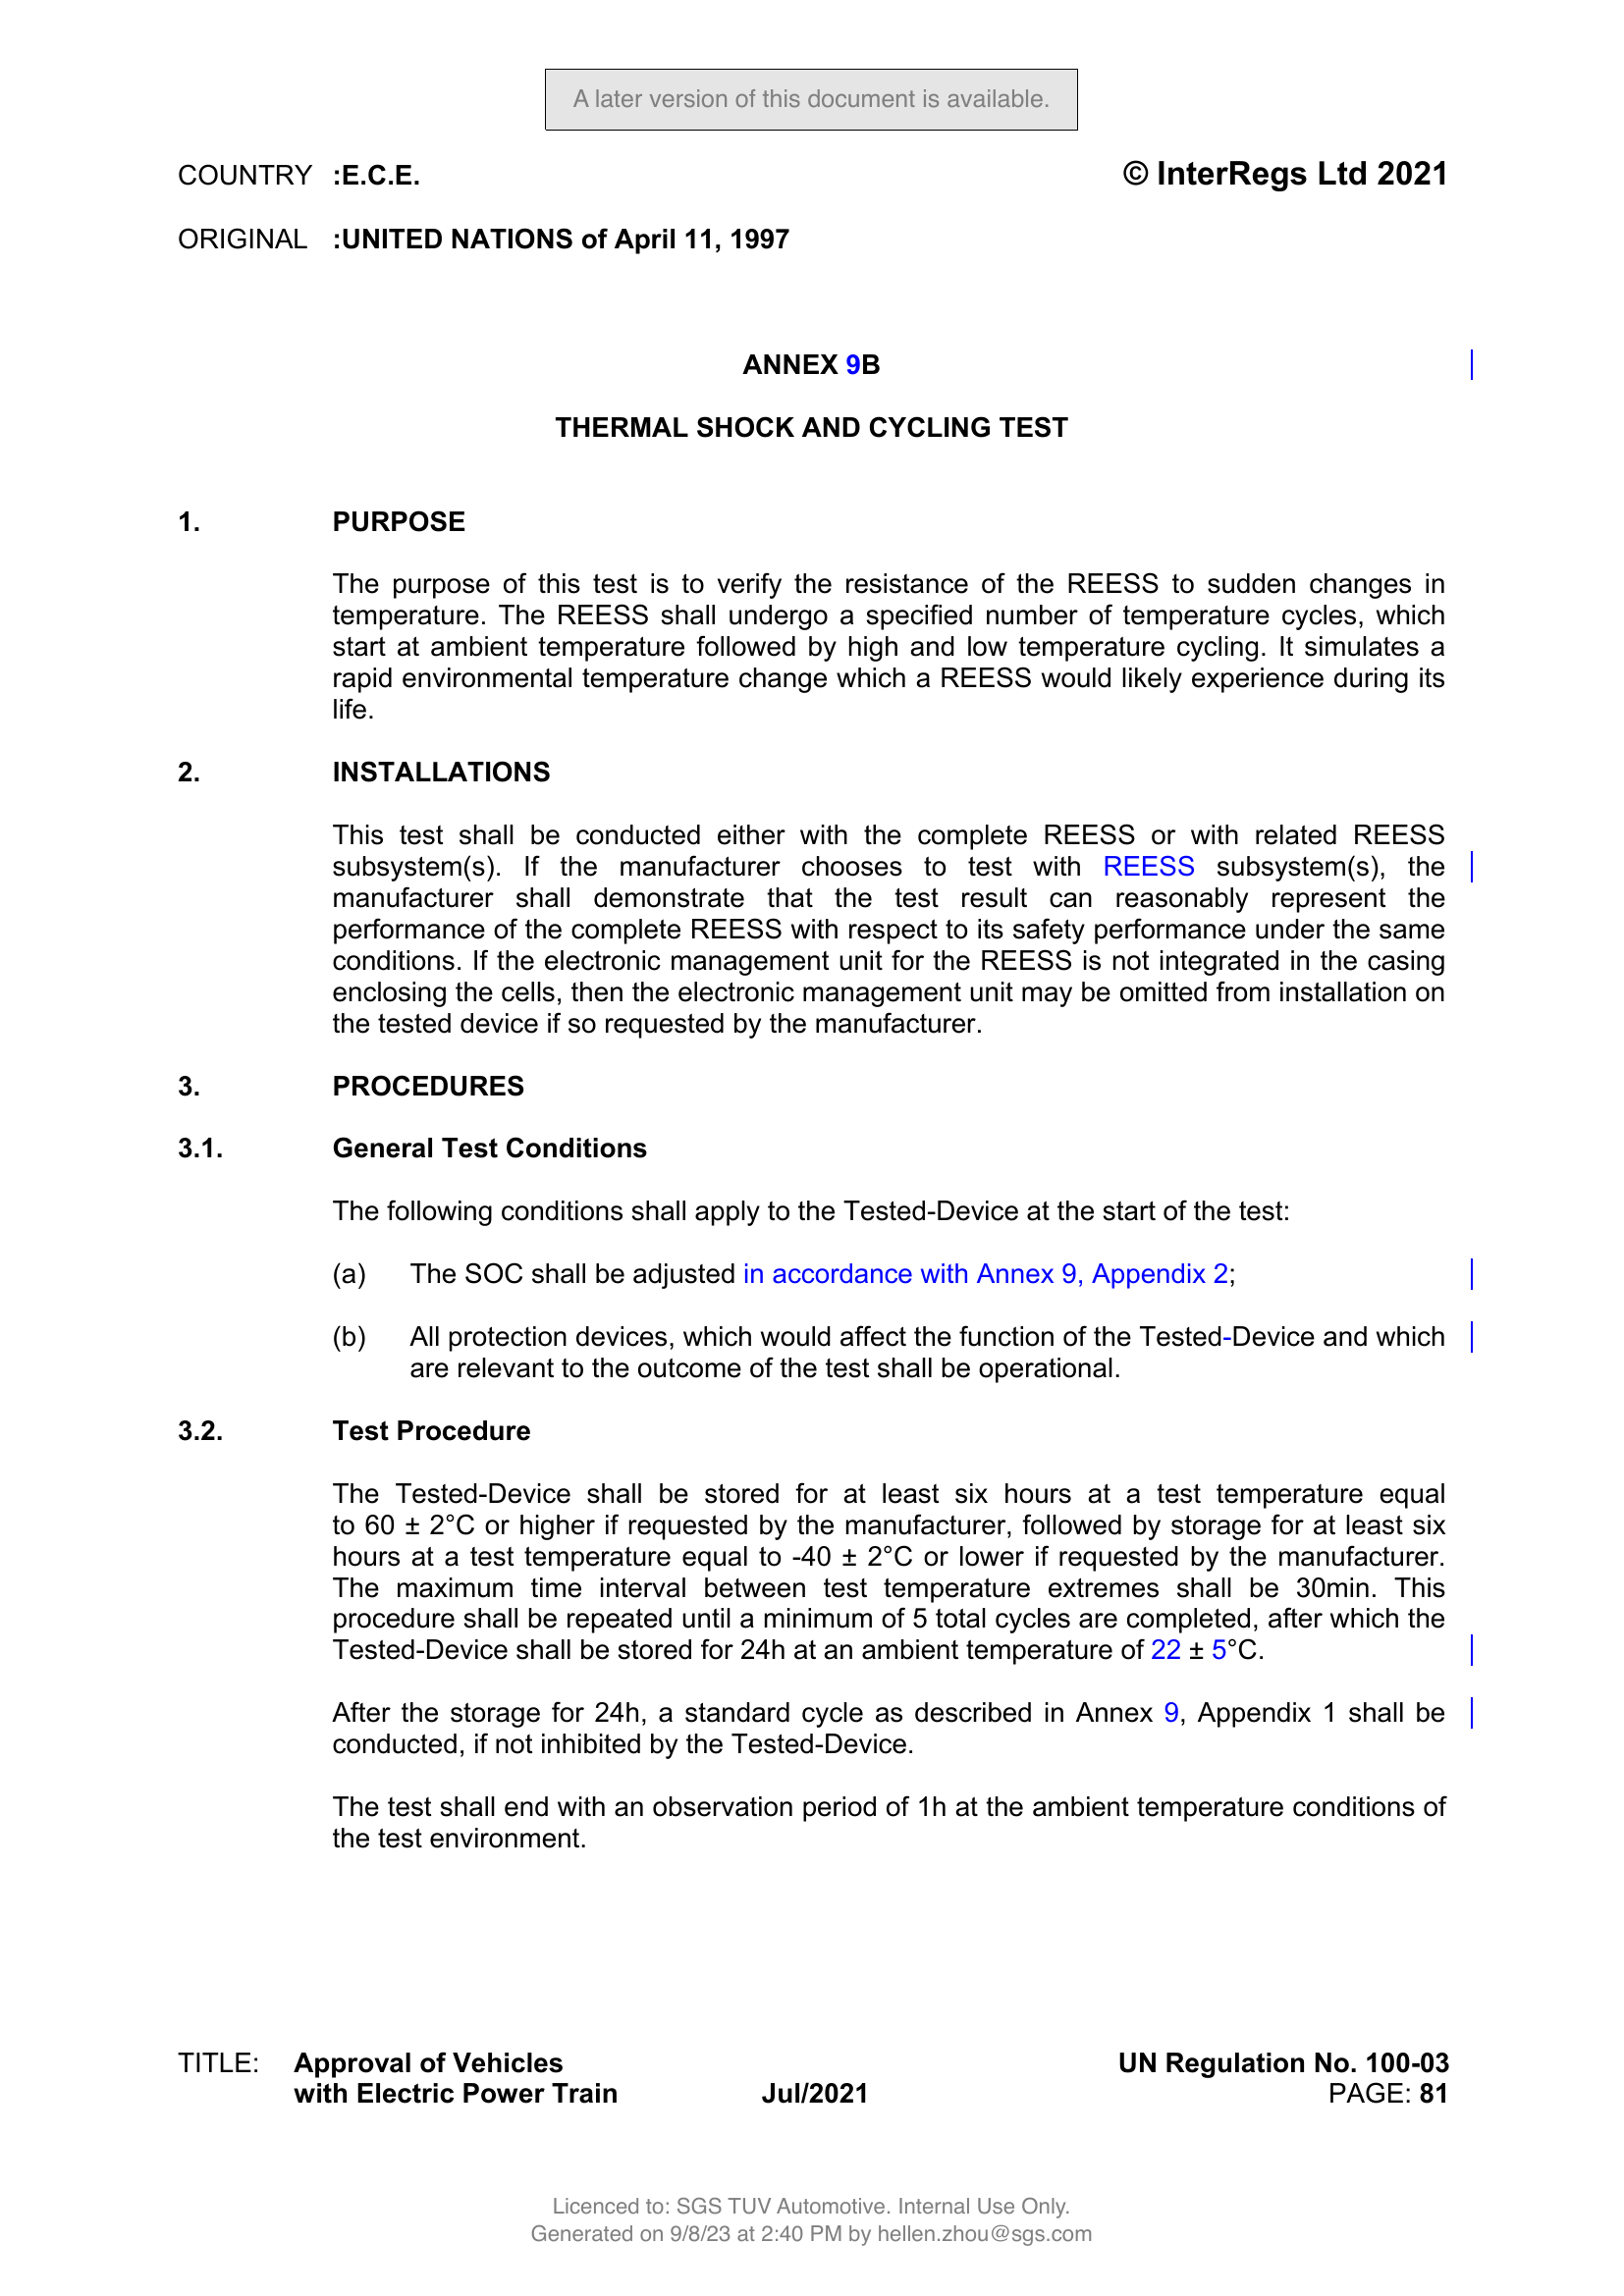 A later version of this document is available.
COUNTRY :E.C.E. © InterRegs Ltd 2021
ORIGINAL :UNITED NATIONS of April 11, 1997
ANNEX 9B
THERMAL SHOCK AND CYCLING TEST
1. PURPOSE
The purpose of this test is to verify the resistance of the REESS to sudden changes in
temperature. The REESS shall undergo a specified number of temperature cycles, which
start at ambient temperature followed by high and low temperature cycling. It simulates a
rapid environmental temperature change which a REESS would likely experience during its
life.
2. INSTALLATIONS
This test shall be conducted either with the complete REESS or with related REESS
subsystem(s). If the manufacturer chooses to test with REESS subsystem(s), the
manufacturer shall demonstrate that the test result can reasonably represent the
performance of the complete REESS with respect to its safety performance under the same
conditions. If the electronic management unit for the REESS is not integrated in the casing
enclosing the cells, then the electronic management unit may be omitted from installation on
the tested device if so requested by the manufacturer.
3. PROCEDURES
3.1. General Test Conditions
The following conditions shall apply to the Tested-Device at the start of the test:
(a) The SOC shall be adjusted in accordance with Annex 9, Appendix 2;
(b) All protection devices, which would affect the function of the Tested-Device and which
are relevant to the outcome of the test shall be operational.
3.2. Test Procedure
The Tested-Device shall be stored for at least six hours at a test temperature equal
to 60 ± 2°C or higher if requested by the manufacturer, followed by storage for at least six
hours at a test temperature equal to -40 ± 2°C or lower if requested by the manufacturer.
The maximum time interval between test temperature extremes shall be 30min. This
procedure shall be repeated until a minimum of 5 total cycles are completed, after which the
Tested-Device shall be stored for 24h at an ambient temperature of 22 ± 5°C.
After the storage for 24h, a standard cycle as described in Annex 9, Appendix 1 shall be
conducted, if not inhibited by the Tested-Device.
The test shall end with an observation period of 1h at the ambient temperature conditions of
the test environment.
TITLE: Approval of Vehicles UN Regulation No. 100-03
with Electric Power Train Jul/2021 PAGE: 81
Licenced to: SGS TUV Automotive. Internal Use Only.
Generated on 9/8/23 at 2:40 PM by hellen.zhou@sgs.com